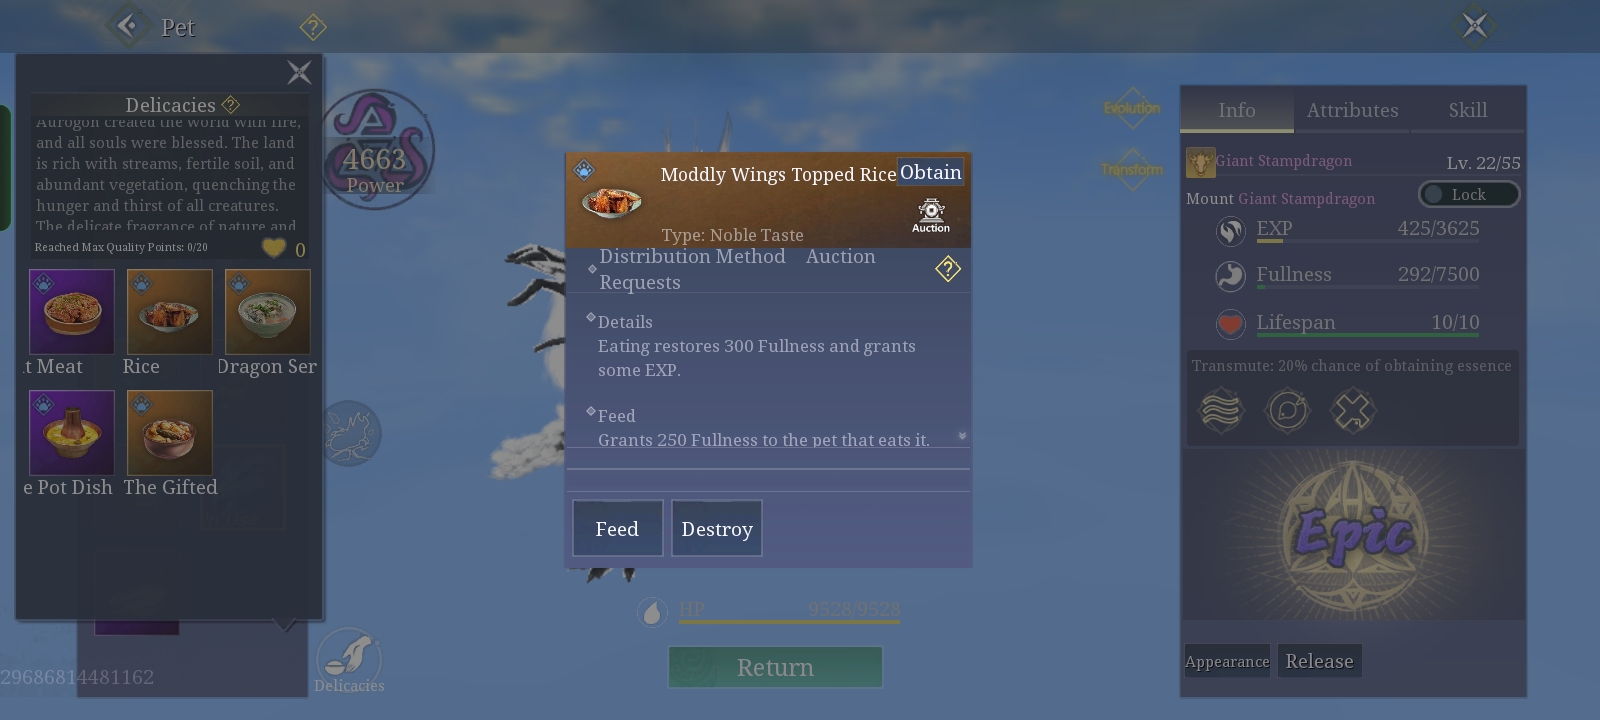 Pet
Delicacies
Aurogon created the world with fire,
and all souls were blessed. The land
is rich with streams, fertile soil, and
abundant vegetation, quenching the
hunger and thirst of all creatures.
The delicate fragrance of nature and
Reached Max Quality Points: 0/20
0
t Meat
Rice
Dragon Ser
e Pot Dish
The Gifted
29686814481162
4663
Power
Delicacies
Moddly Wings Topped Rice
Obtain
Auction
Type: Noble Taste
Distribution Method Auction
Requests
Details
Eating restores 300 Fullness and grants
some EXP.
Feed
Grants 250 Fullness to the pet that eats it.
Feed
Destroy
HP 9528/9528
Return
Evolution
Transform
Info
Attributes
Skill
Giant Stampdragon
Lv. 22/55
Mount Giant Stampdragon
Lock
EXP 425/3625
Fullness 292/7500
Lifespan 10/10
Transmute: 20% chance of obtaining essence
Epic
Appearance
Release